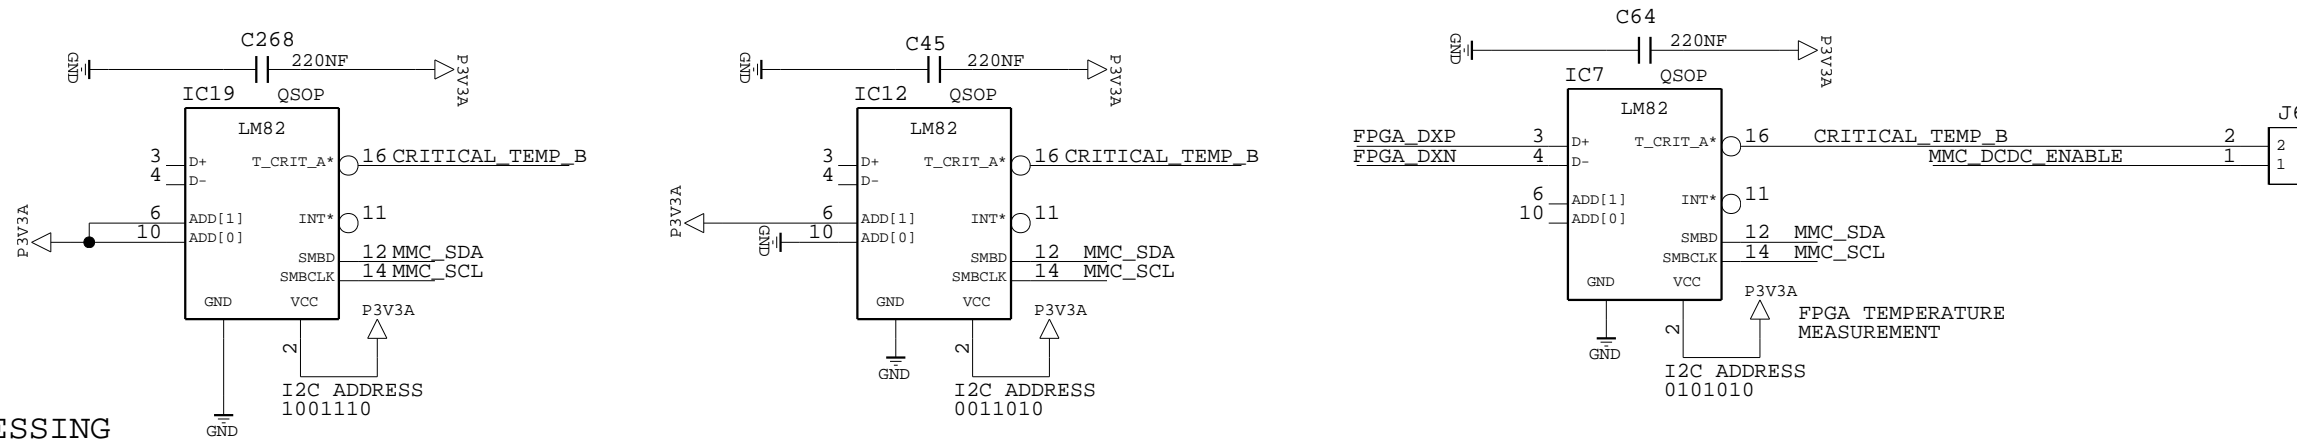 C268
GND
220NF
P3V3A
IC19
QSOP
LM82
3 D+
4 D-
T_CRIT_A* 16 CRITICAL_TEMP_B
P3V3A
6 ADD[1]
10 ADD[0]
INT* 11
SMBD 12 MMC_SDA
SMBCLK 14 MMC_SCL
GND VCC
P3V3A
2
GND
I2C ADDRESS
1001110
ESSING
C45
GND
220NF
P3V3A
IC12
QSOP
LM82
3 D+
4 D-
T_CRIT_A* 16 CRITICAL_TEMP_B
P3V3A
6 ADD[1]
GND
10 ADD[0]
INT* 11
SMBD 12 MMC_SDA
SMBCLK 14 MMC_SCL
GND VCC
P3V3A
2
GND
I2C ADDRESS
0011010
C64
GND
220NF
P3V3A
IC7
QSOP
LM82
FPGA_DXP 3 D+
FPGA_DXN 4 D-
T_CRIT_A* 16 CRITICAL_TEMP_B 2 2
MMC_DCDC_ENABLE 1 1
J6
6 ADD[1]
10 ADD[0]
INT* 11
SMBD 12 MMC_SDA
SMBCLK 14 MMC_SCL
GND VCC
P3V3A
2
GND
FPGA TEMPERATURE
MEASUREMENT
I2C ADDRESS
0101010